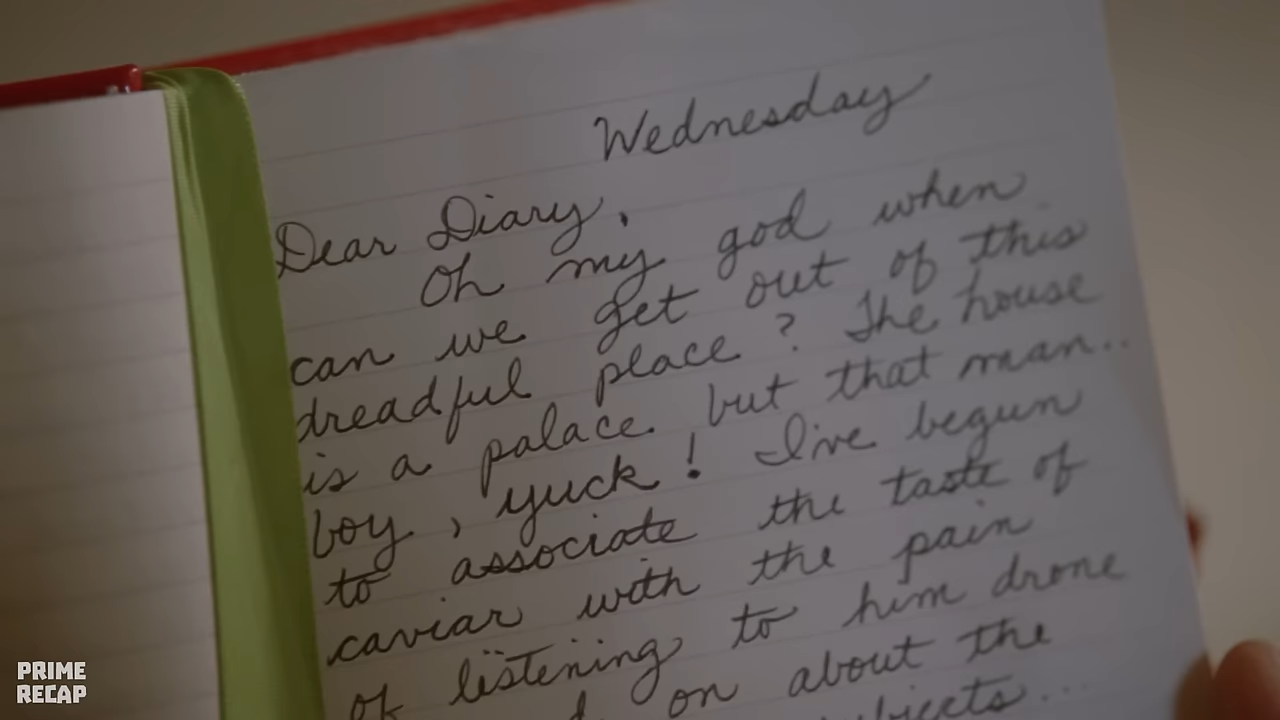 Wednesday
Dear Diary,
Oh my god when
can we get out of this
dreadful place? The house
is a palace but that man..
boy, yuck! I've begun
to associate the taste of
caviar with the pain
of listening to him drone
on about the
PRIME
RECAP